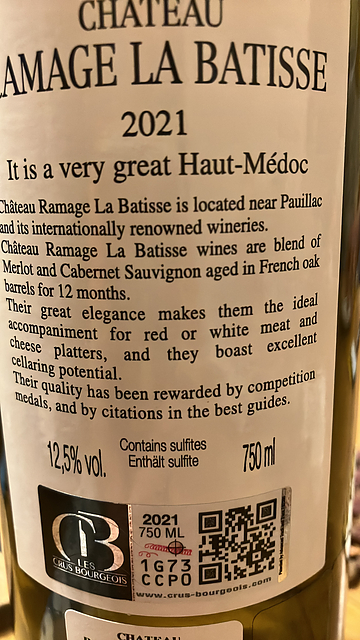 CHÂTEAU
RAMAGE LA BATISSE
2021
It is a very great Haut-Médoc
Château Ramage La Batisse is located near Pauillac
and its internationally renowned wineries.
Château Ramage La Batisse wines are blend of
Merlot and Cabernet Sauvignon aged in French oak
barrels for 12 months.
Their great elegance makes them the ideal
accompaniment for red or white meat and
cheese platters, and they boast excellent
cellaring potential.
Their quality has been rewarded by competition
medals, and by citations in the best guides.
12,5% vol.
Contains sulfites
Enthält sulfite
750 ml
CB
LES
CRUS BOURGEOIS
2021
750 ML
1G73
CCPO
www.crus-bourgeois.com
CHATEAU